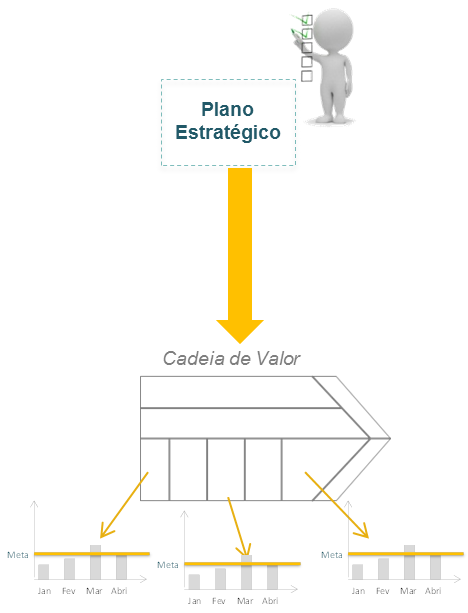 Plano
Estratégico
Cadeia de Valor
Meta
Jan Fev Mar Abri
Meta
Jan Fev Mar Abri
Meta
Jan Fev Mar Abri